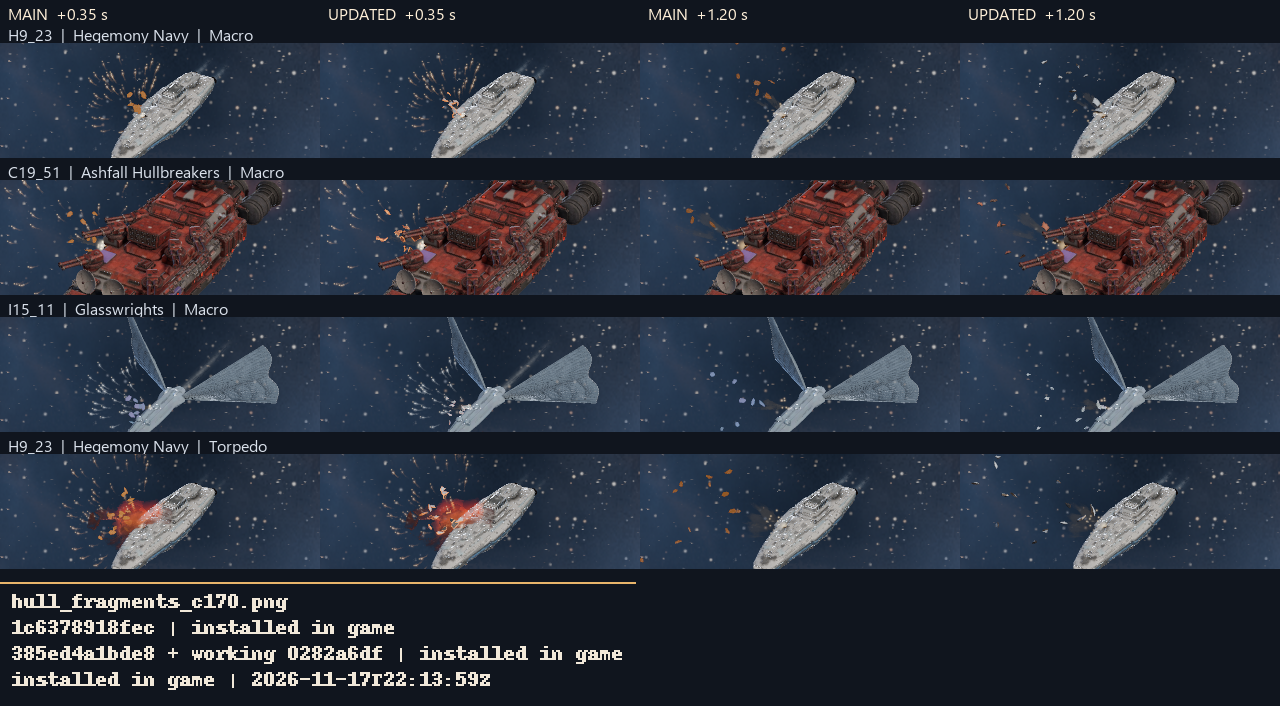 MAIN +0.35 s
UPDATED +0.35 s
MAIN +1.20 s
UPDATED +1.20 s
H9_23 | Hegemony Navy | Macro
C19_51 | Ashfall Hullbreakers | Macro
I15_11 | Glasswrights | Macro
H9_23 | Hegemony Navy | Torpedo
hull_fragments_c170.png
1c6378918fec | installed in game
385ed4a1bde8 + working 0282a6df | installed in game
installed in game | 2026-11-17T22:13:59z